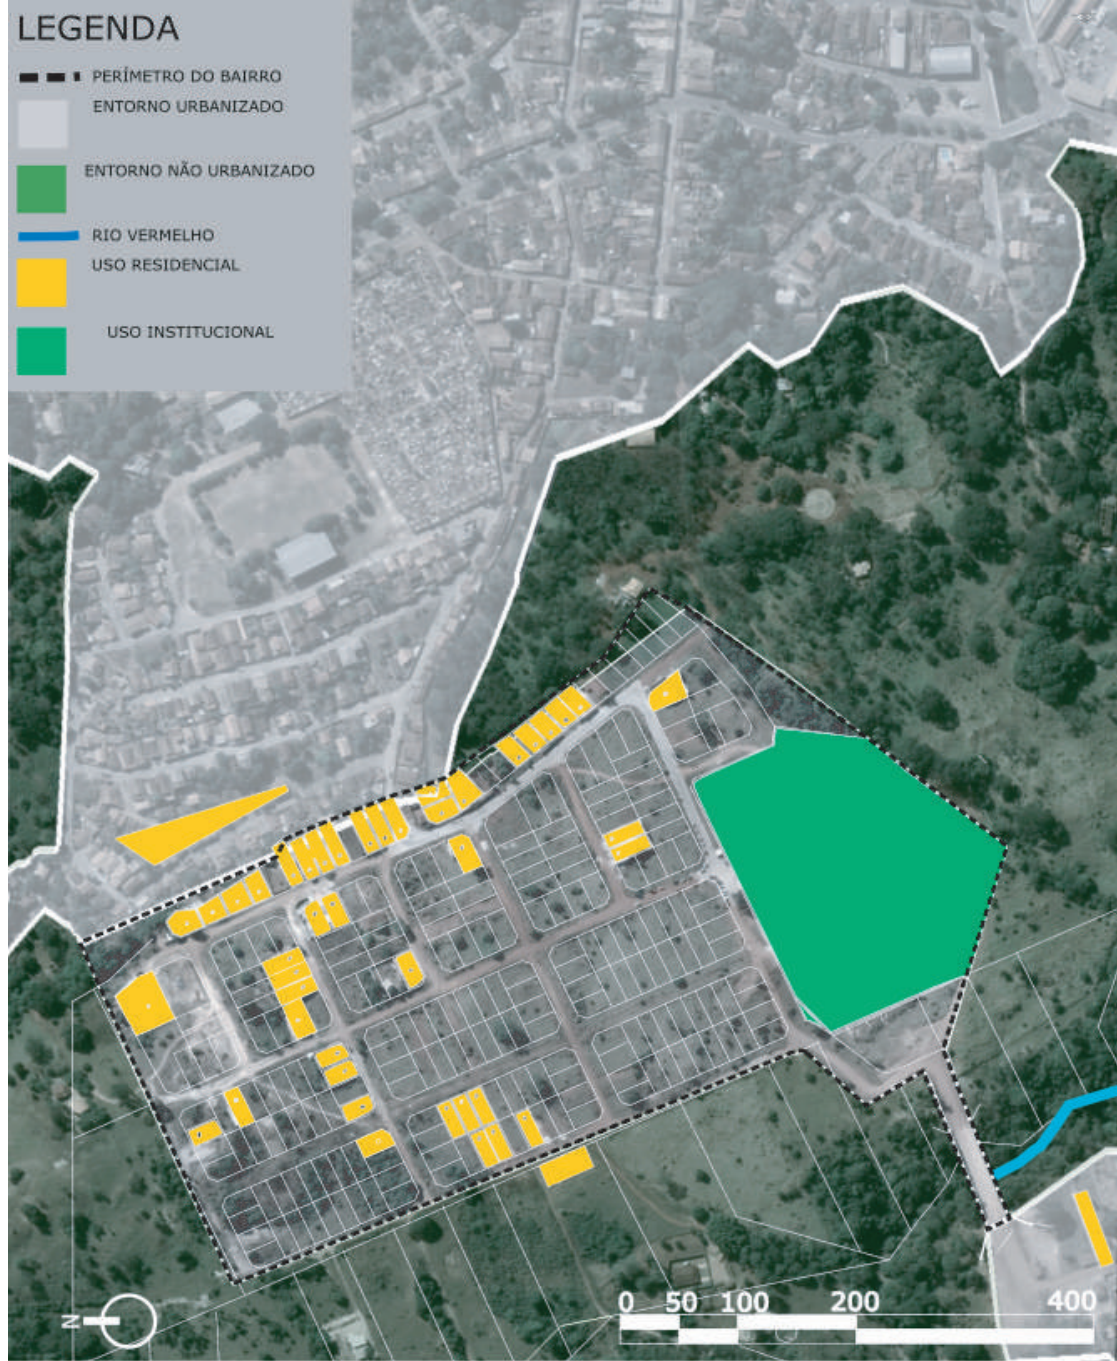 LEGENDA
PERÍMETRO DO BAIRRO
ENTORNO URBANIZADO
ENTORNO NÃO URBANIZADO
RIO VERMELHO
USO RESIDENCIAL
USO INSTITUCIONAL
N
0 50 100 200 400